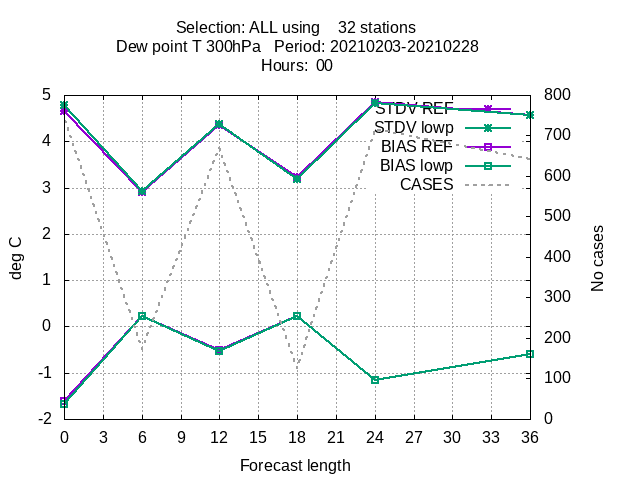 Selection: ALL using    32 stations
Dew point T 300hPa   Period: 20210203-20210228
Hours:  00
5
4
3
2
1
0
-1
-2
deg C
800
700
600
500
400
300
200
100
0
No cases
STDV REF
STDV lowp
BIAS REF
BIAS lowp
CASES
0 3 6 9 12 15 18 21 24 27 30 33 36
Forecast length